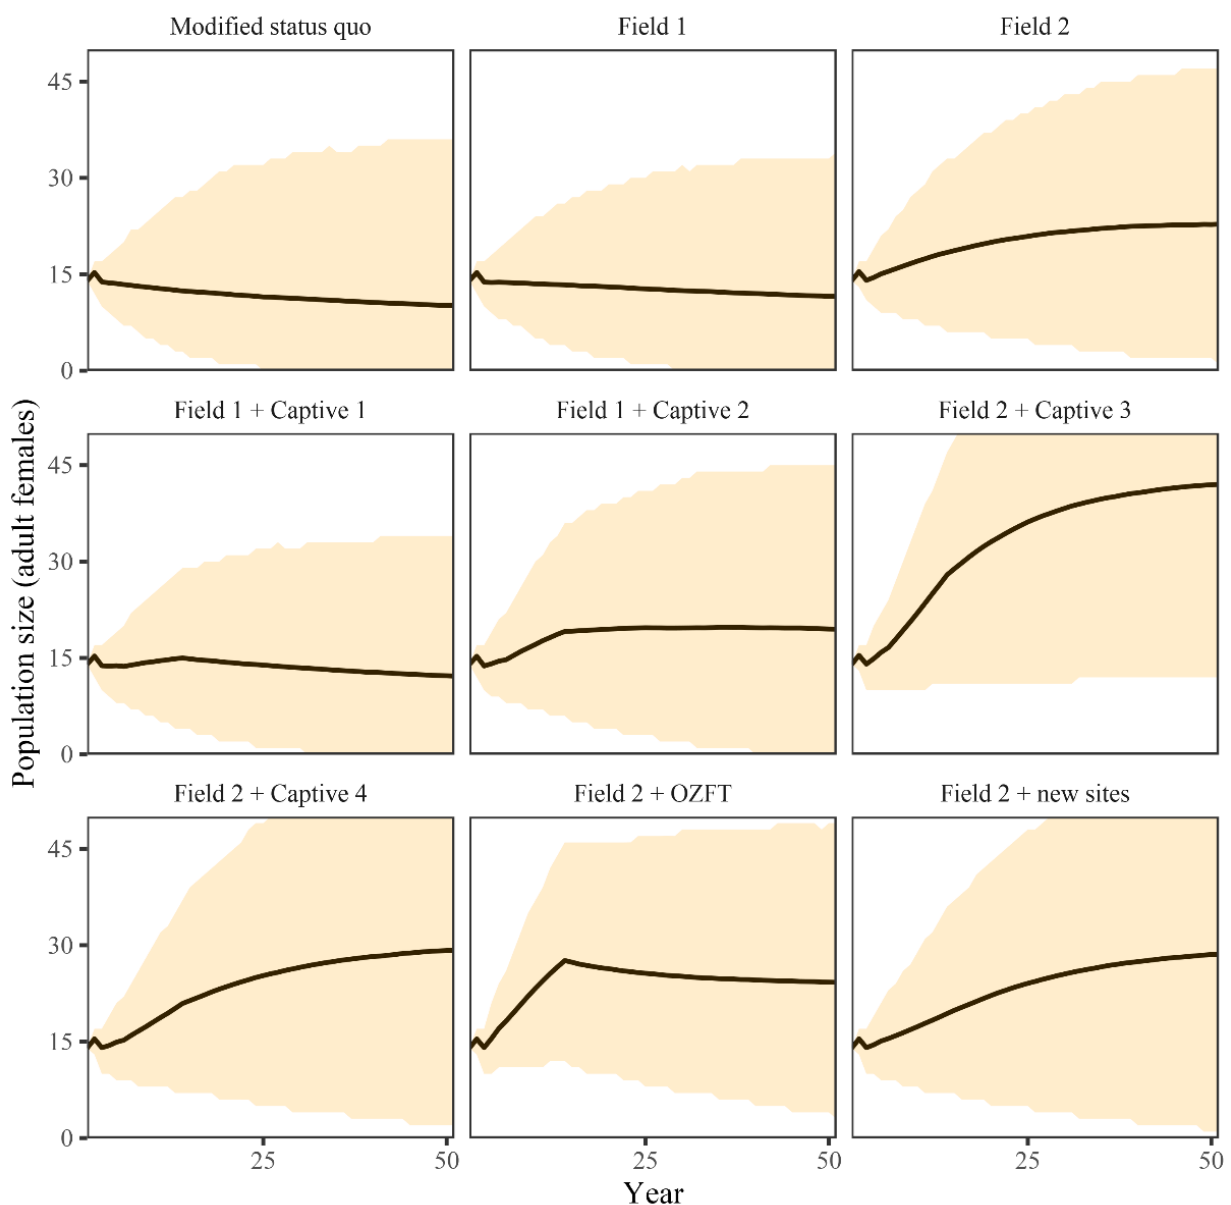 Modified status quo
Field 1
Field 2
45
30
15
0
Field 1 + Captive 1
Field 1 + Captive 2
Field 2 + Captive 3
45
30
15
0
Population size (adult females)
Field 2 + Captive 4
Field 2 + OZFT
Field 2 + new sites
45
30
15
0
25
50
25
50
25
50
Year